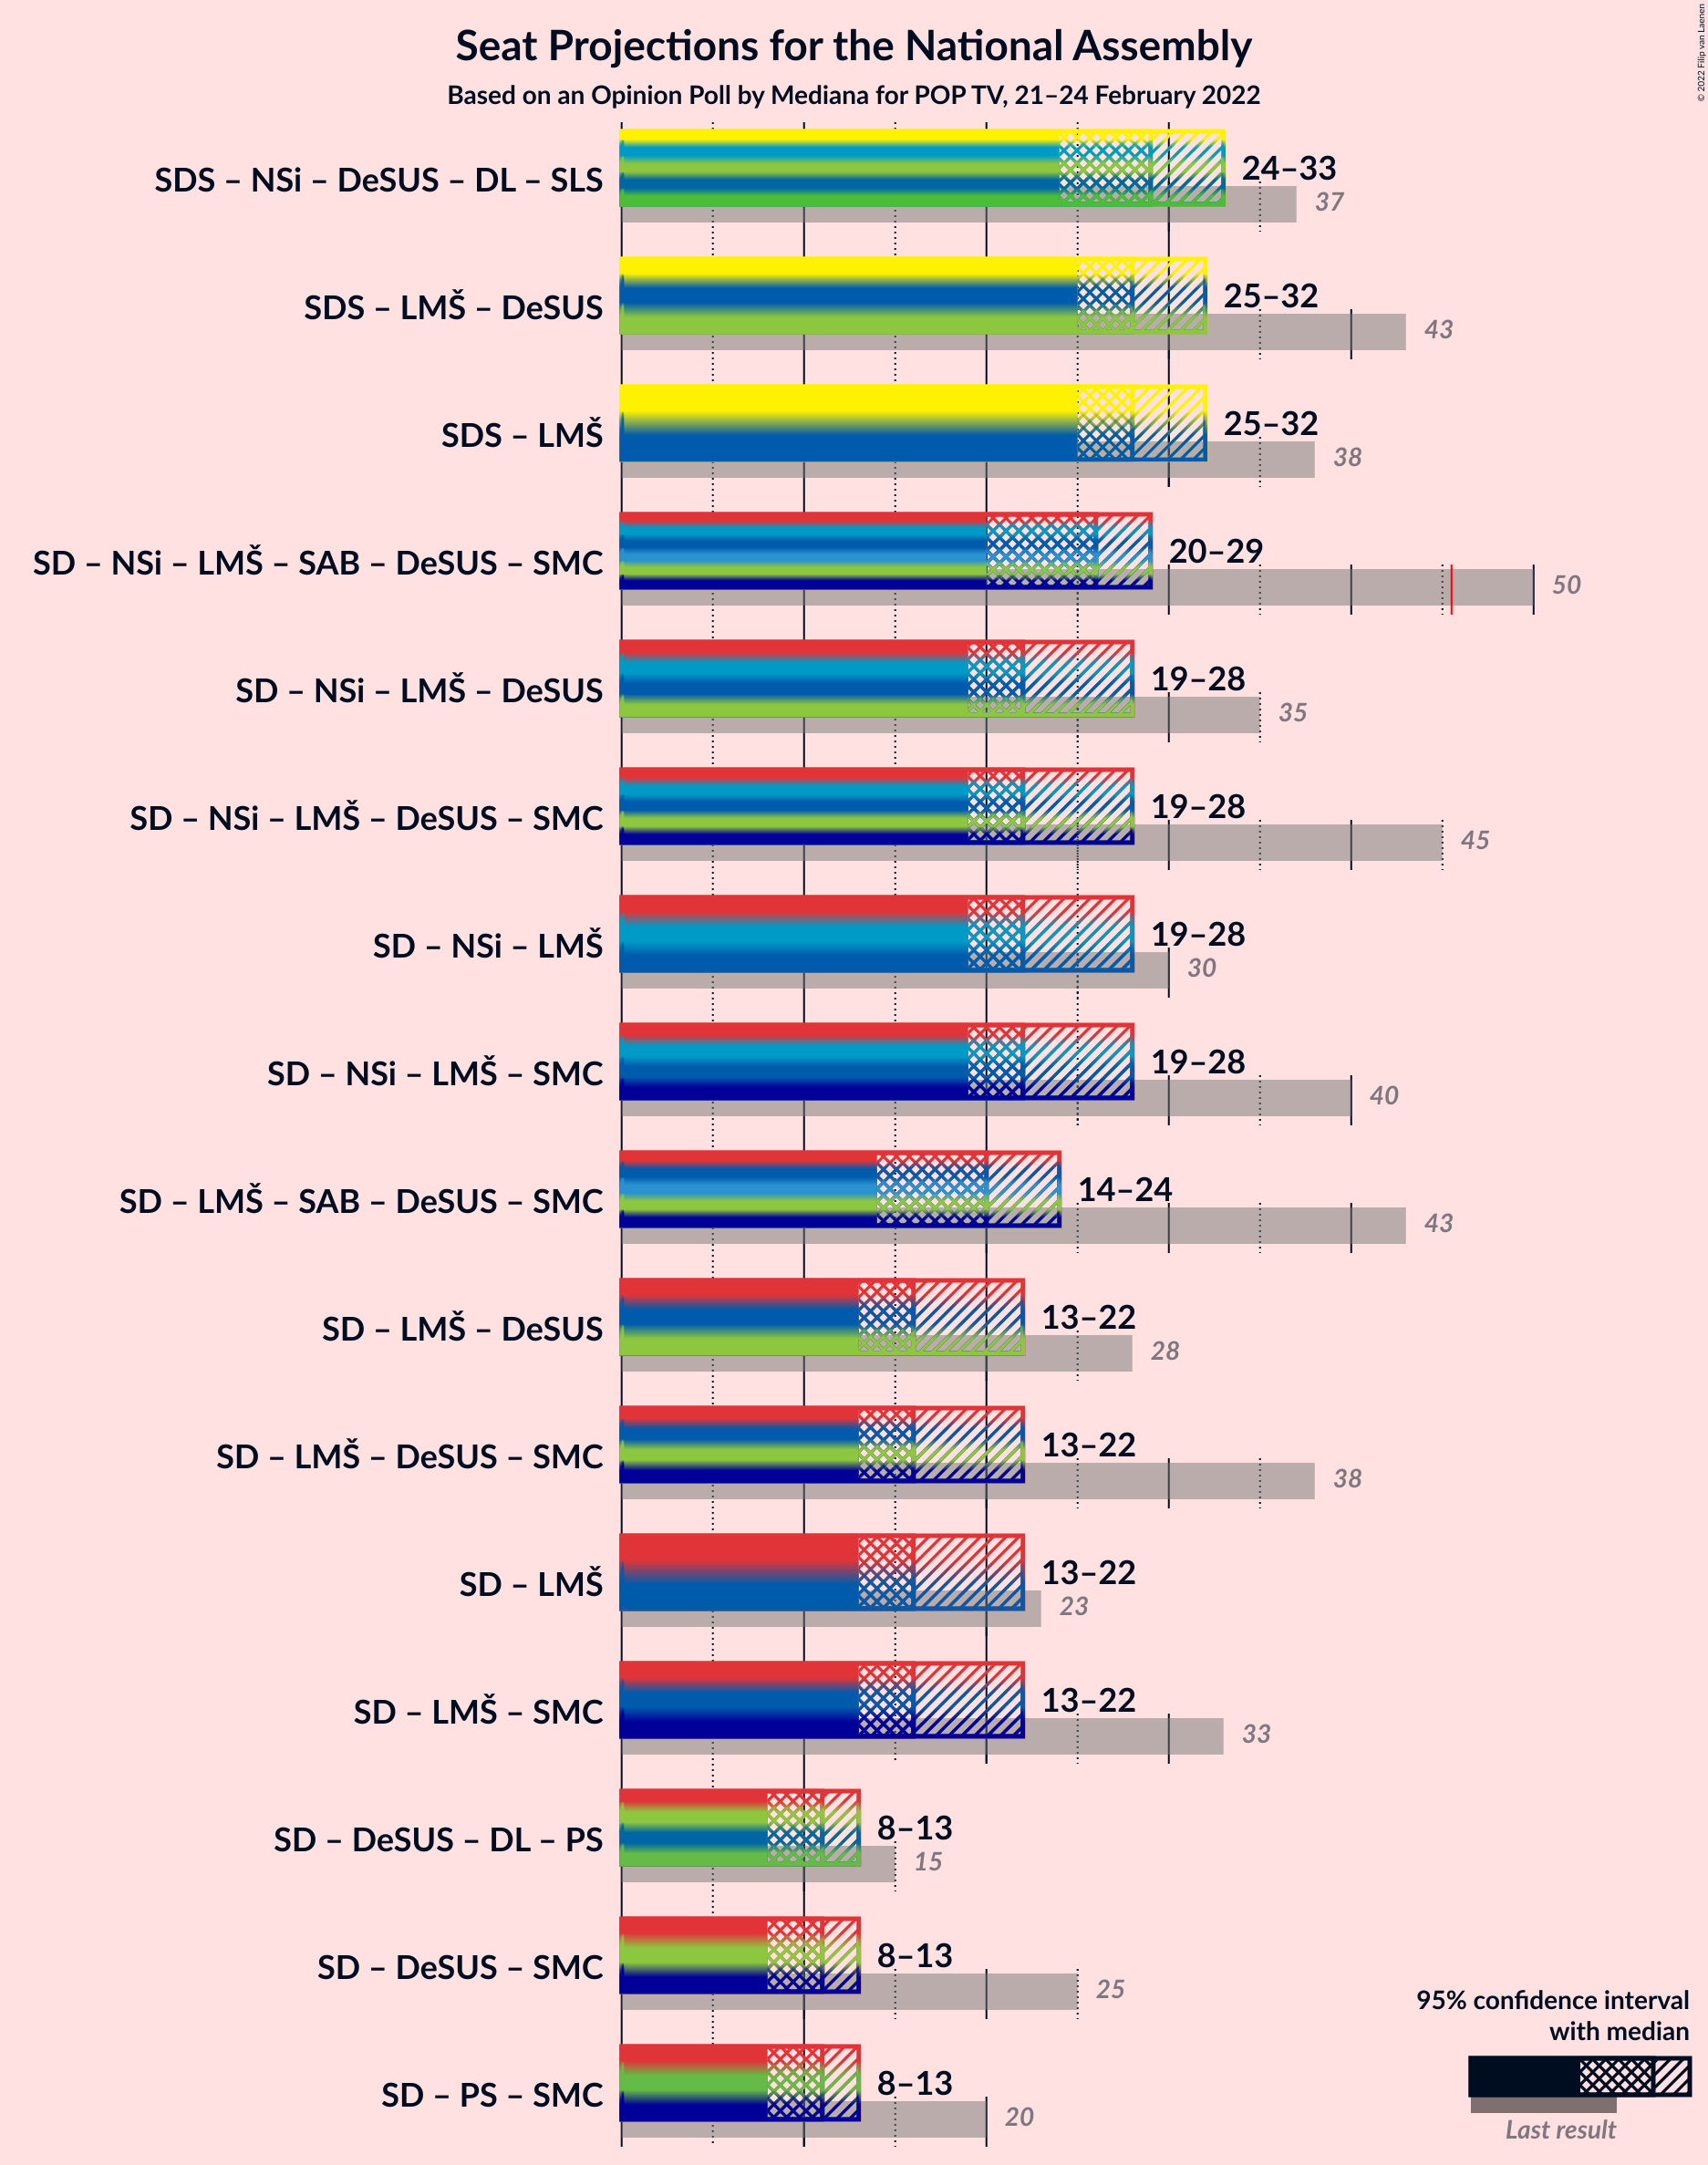 Seat Projections for the National Assembly
Based on an Opinion Poll by Mediana for POP TV, 21–24 February 2022
© 2022 Filip van Laenen
SDS – NSi – DeSUS – DL – SLS
24–33
37
SDS – LMŠ – DeSUS
25–32
43
SDS – LMŠ
25–32
38
SD – NSi – LMŠ – SAB – DeSUS – SMC
20–29
50
SD – NSi – LMŠ – DeSUS
19–28
35
SD – NSi – LMŠ – DeSUS – SMC
19–28
45
SD – NSi – LMŠ
19–28
30
SD – NSi – LMŠ – SMC
19–28
40
SD – LMŠ – SAB – DeSUS – SMC
14–24
43
SD – LMŠ – DeSUS
13–22
28
SD – LMŠ – DeSUS – SMC
13–22
38
SD – LMŠ
13–22
23
SD – LMŠ – SMC
13–22
33
SD – DeSUS – DL – PS
8–13
15
SD – DeSUS – SMC
8–13
25
SD – PS – SMC
8–13
20
95% confidence interval
with median
Last result